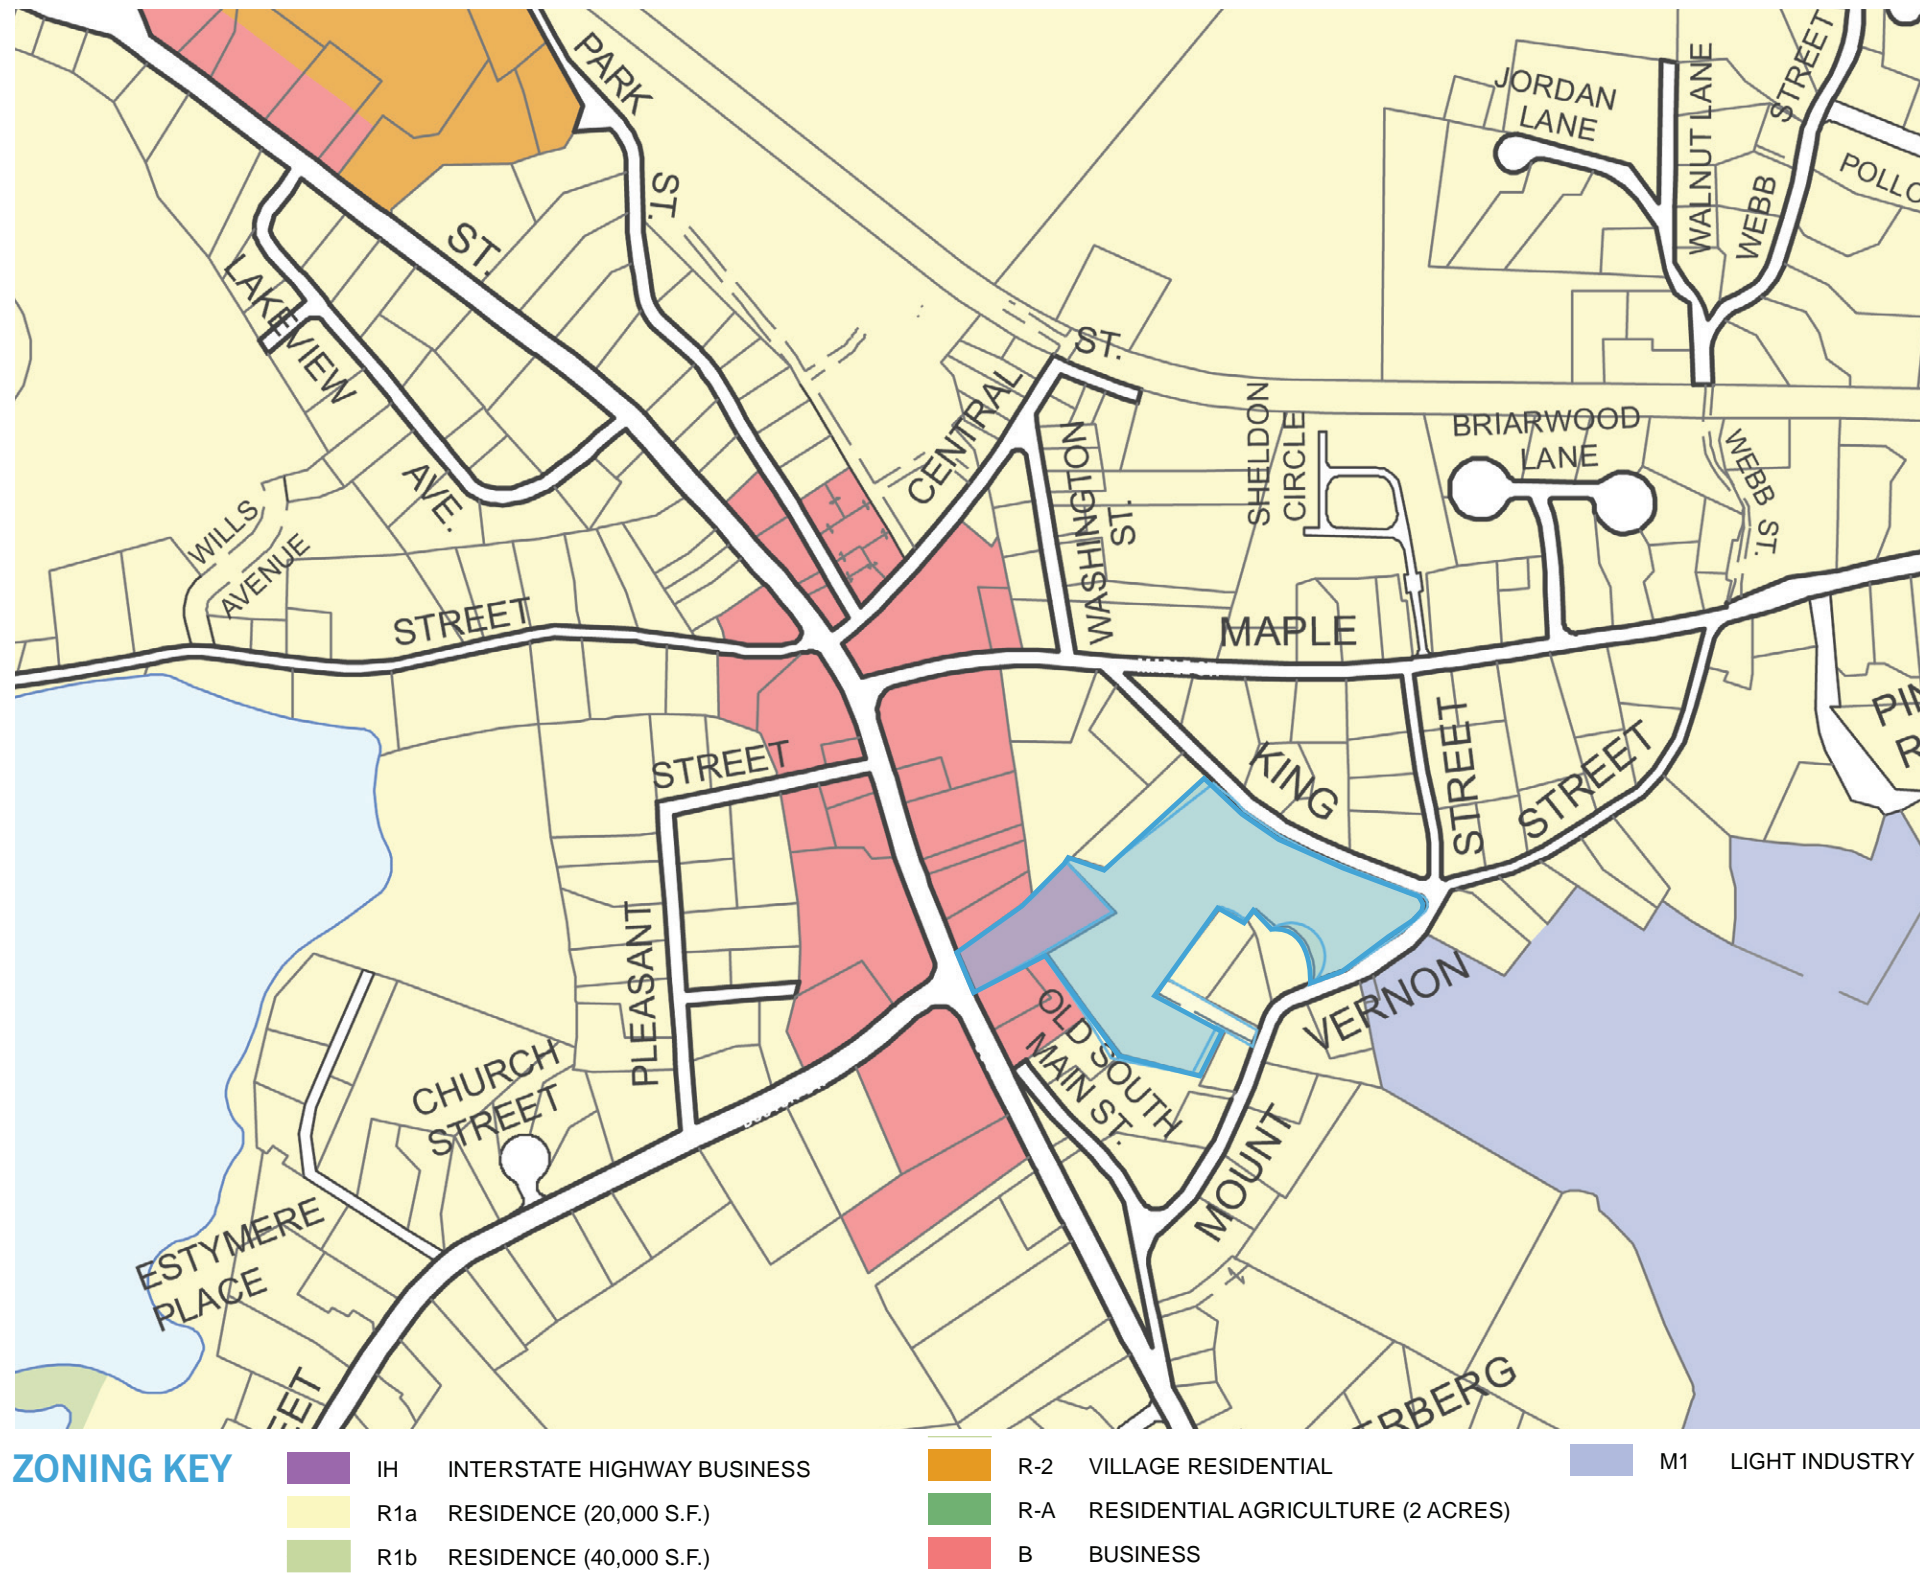 PARK
ST.
ST.
LAKEVIEW
AVE.
WILLS
AVENUE
STREET
JORDAN
LANE
WALNUT LANE
WEBB
STREET
ST.
CENTRAL
WASHINGTON
ST.
SHELDON
CIRCLE
BRIARWOOD
LANE
WEBB ST.
MAPLE
KING
STREET
STREET
STREET
PLEASANT
OLD SOUTH
MAIN ST.
VERNON
MOUNT
CHURCH
STREET
ESTYMERE
PLACE
ZONING KEY
IH INTERSTATE HIGHWAY BUSINESS
R1a RESIDENCE (20,000 S.F.)
R1b RESIDENCE (40,000 S.F.)
R-2 VILLAGE RESIDENTIAL
R-A RESIDENTIAL AGRICULTURE (2 ACRES)
B BUSINESS
M1 LIGHT INDUSTRY